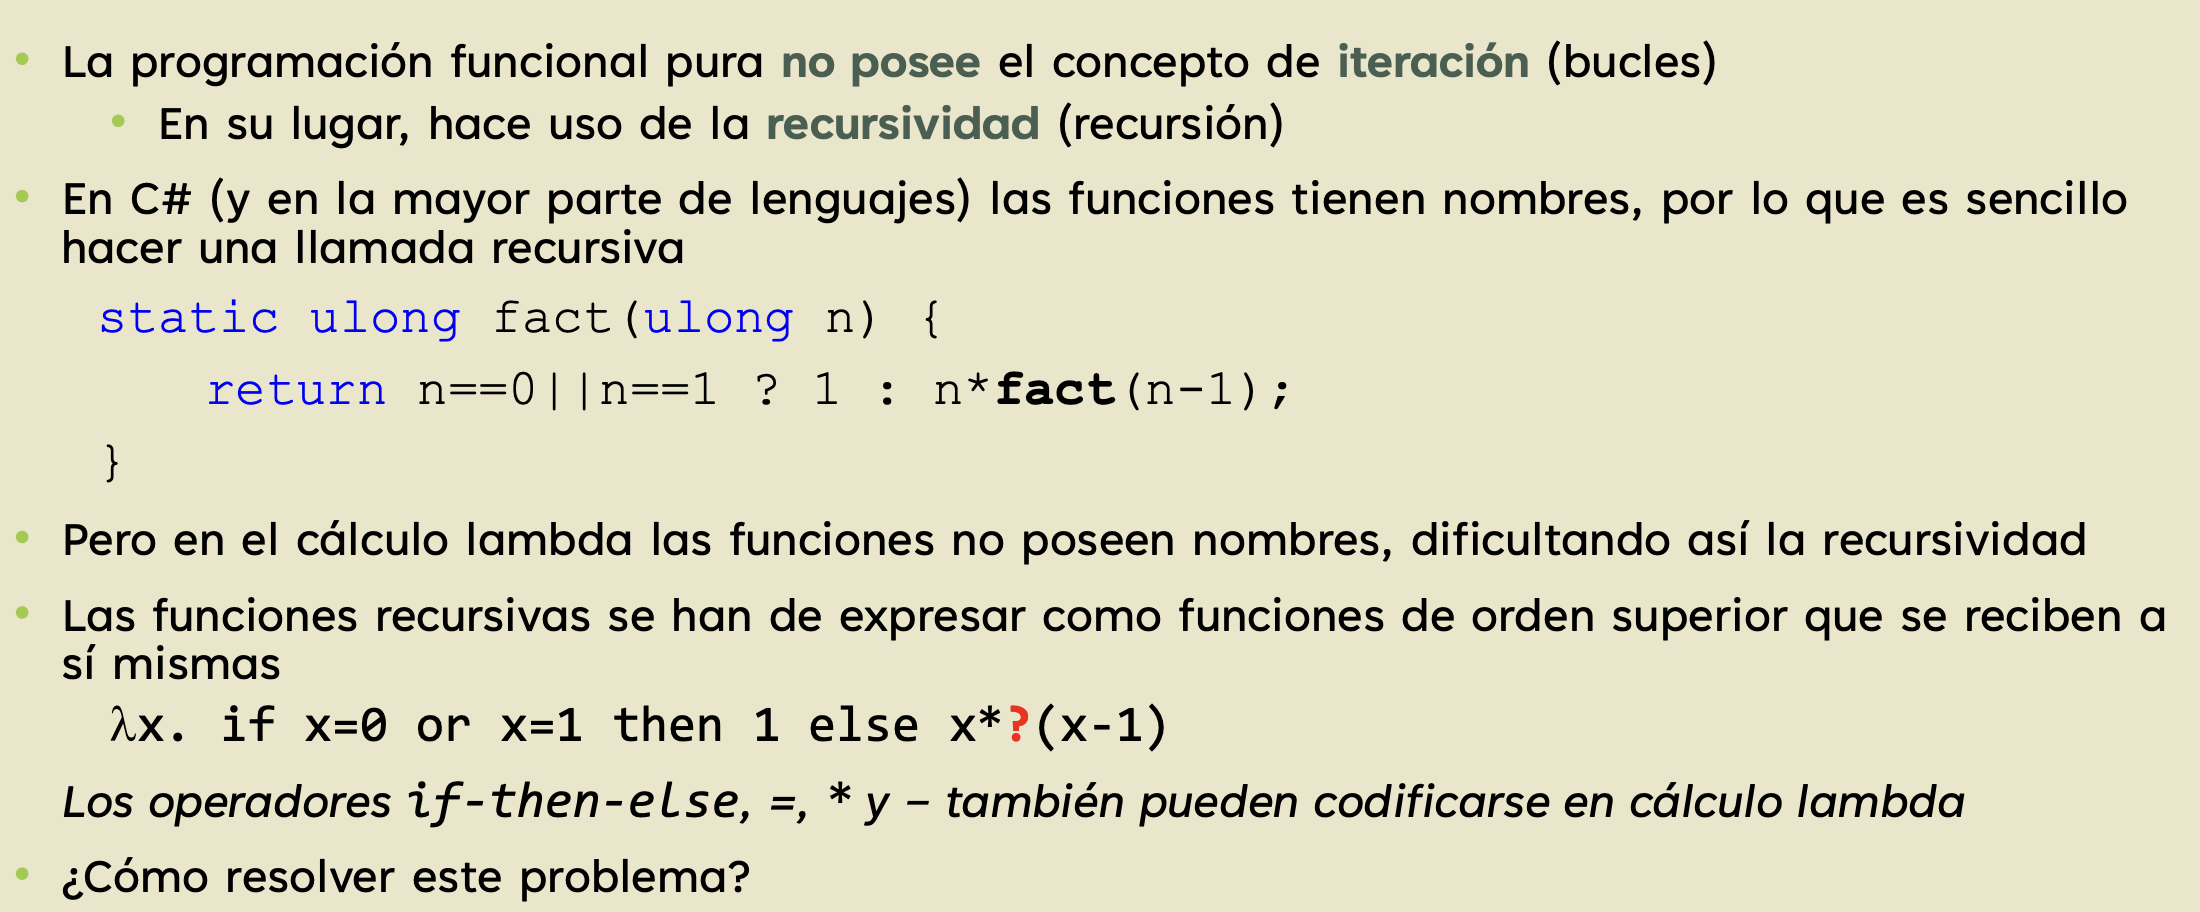 • La programación funcional pura no posee el concepto de iteración (bucles)
• En su lugar, hace uso de la recursividad (recursión)
• En C# (y en la mayor parte de lenguajes) las funciones tienen nombres, por lo que es sencillo
hacer una llamada recursiva
static ulong fact(ulong n) {
return n==0||n==1 ? 1 : n*fact(n-1);
}
• Pero en el cálculo lambda las funciones no poseen nombres, dificultando así la recursividad
• Las funciones recursivas se han de expresar como funciones de orden superior que se reciben a
sí mismas
λx. if x=0 or x=1 then 1 else x*?(x-1)
Los operadores if-then-else, =, * y – también pueden codificarse en cálculo lambda
• ¿Cómo resolver este problema?